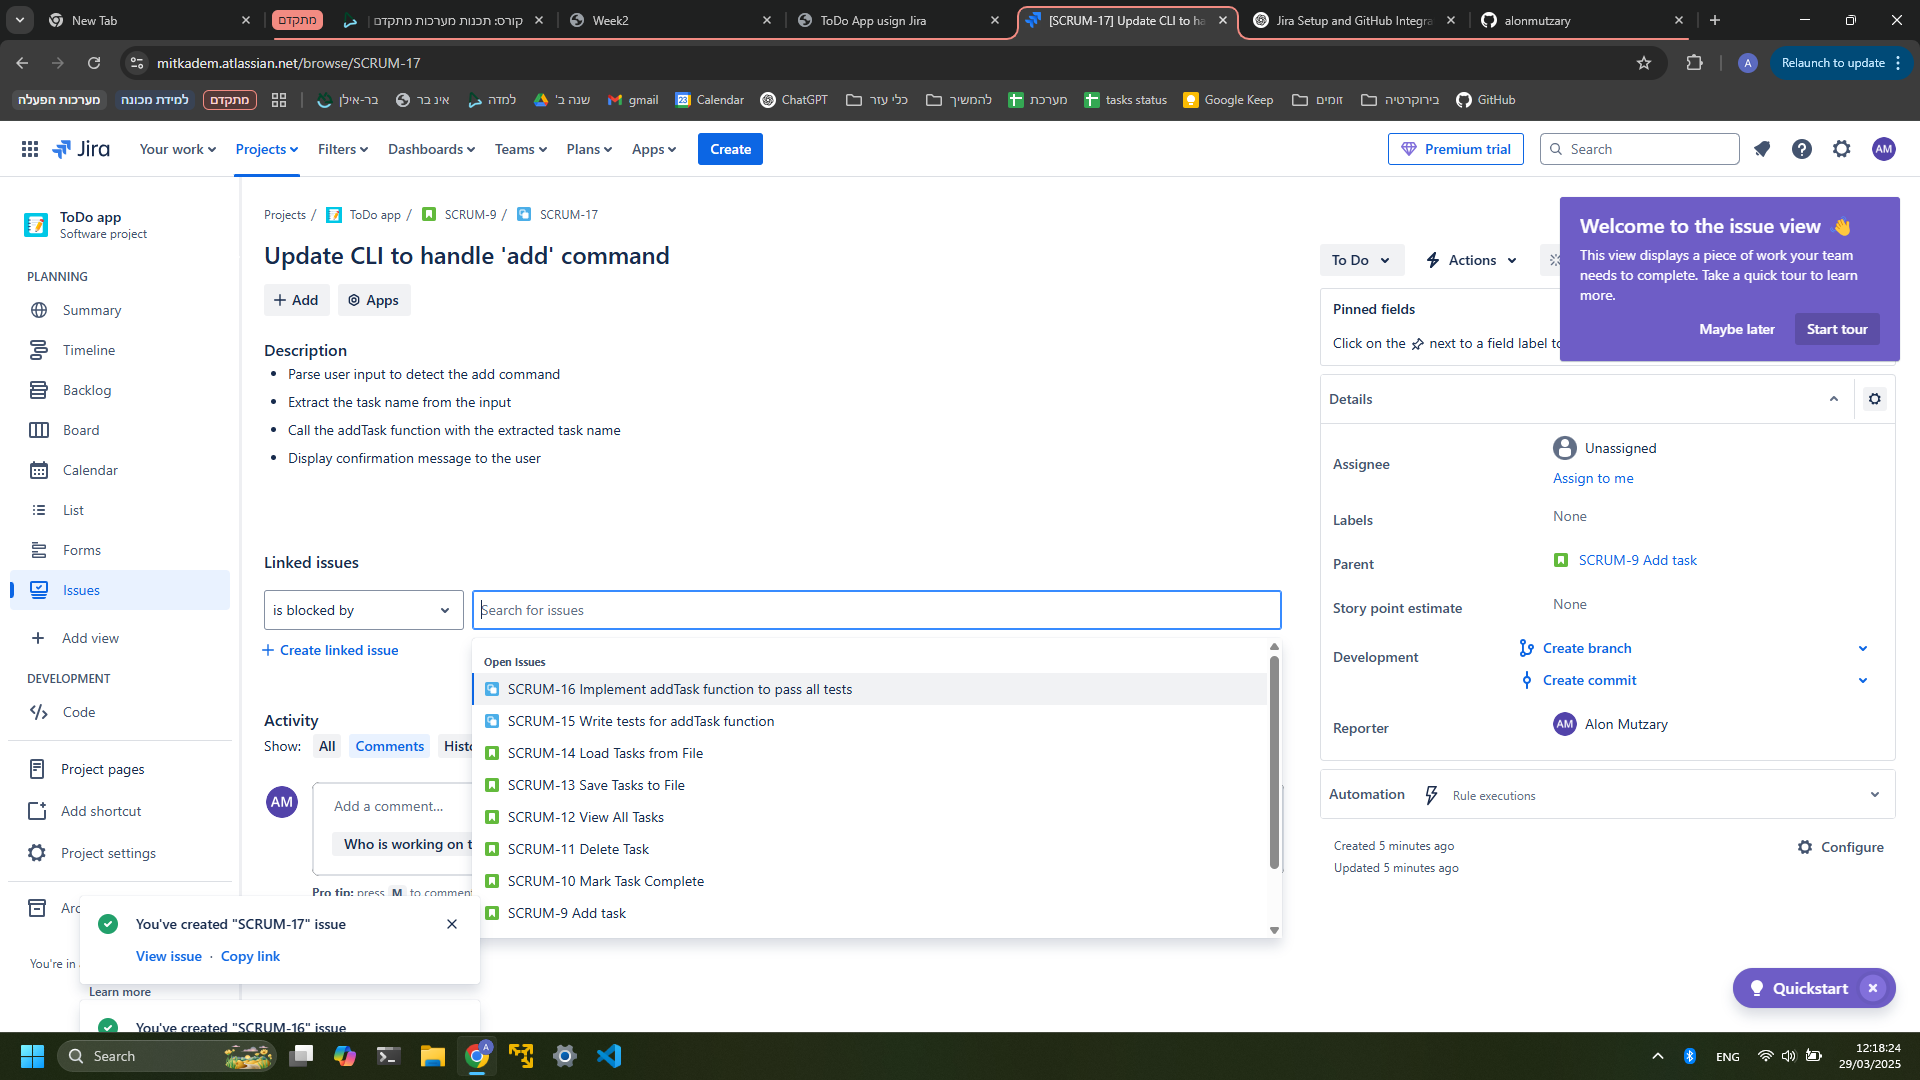 New Tab
מתקדם
קורס: תכנות מערכות מתקדם |
Week2
ToDo App usign Jira
[SCRUM-17] Update CLI to ha
Jira Setup and GitHub Integra
alonmutzary
mitkadem.atlassian.net/browse/SCRUM-17
A
Relaunch to update
מערכות הפעלה
למידת מכונה
מתקדם
בר-אילן
אינ בר
למדה
שנה ב'
gmail
Calendar
ChatGPT
כלי עזר
להמשיך
מערכת
tasks status
Google Keep
זומים
בירוקרטיה
GitHub
Jira
Your work
Projects
Filters
Dashboards
Teams
Plans
Apps
Create
Premium trial
Search
AM
ToDo app
Software project
PLANNING
Summary
Timeline
Backlog
Board
Calendar
List
Forms
Issues
Add view
DEVELOPMENT
Code
Project pages
Add shortcut
Project settings
You're in
Learn more
Projects / ToDo app / SCRUM-9 / SCRUM-17
Update CLI to handle 'add' command
Add
Apps
Description
• Parse user input to detect the add command
• Extract the task name from the input
• Call the addTask function with the extracted task name
• Display confirmation message to the user
Linked issues
is blocked by
Search for issues
Create linked issue
Open Issues
SCRUM-16 Implement addTask function to pass all tests
SCRUM-15 Write tests for addTask function
SCRUM-14 Load Tasks from File
SCRUM-13 Save Tasks to File
SCRUM-12 View All Tasks
SCRUM-11 Delete Task
SCRUM-10 Mark Task Complete
SCRUM-9 Add task
Activity
Show: All Comments Histo
AM
Add a comment...
Who is working on t
Pro tip: press M to comment
You've created "SCRUM-17" issue
View issue · Copy link
You've created "SCRUM-16" issue
To Do
Actions
Pinned fields
Click on the next to a field label to
Welcome to the issue view 👋
This view displays a piece of work your team
needs to complete. Take a quick tour to learn
more.
Maybe later
Start tour
Details
Assignee
Unassigned
Assign to me
Labels
None
Parent
SCRUM-9 Add task
Story point estimate
None
Development
Create branch
Create commit
Reporter
AM
Alon Mutzary
Automation
Rule executions
Created 5 minutes ago
Updated 5 minutes ago
Configure
Quickstart
Search
A
ENG
12:18:24
29/03/2025